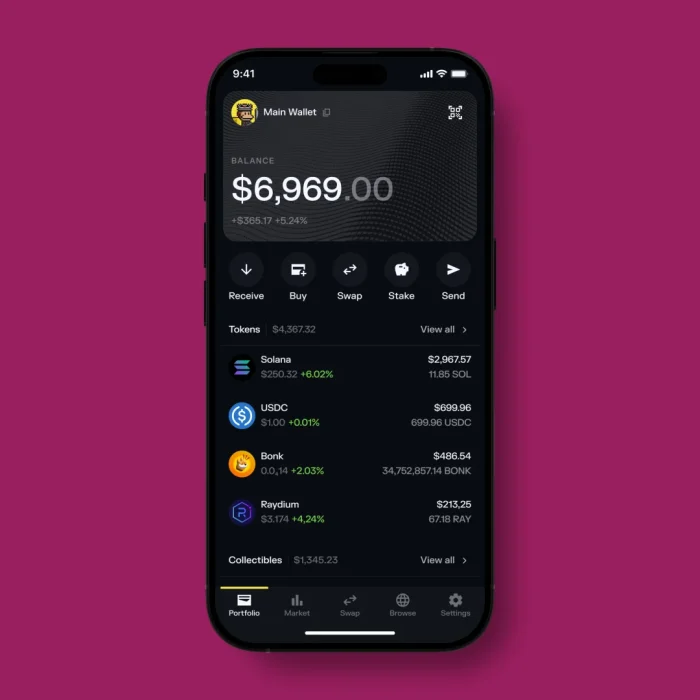 9:41
Main Wallet
BALANCE
$6,969.00
+$365.17 +5.24%
Receive Buy Swap Stake Send
Tokens $4,367.32 View all
Solana $2,967.57
$250.32 +6.02% 11.85 SOL
USDC $699.96
$1.00 +0.01% 699.96 USDC
Bonk $486.54
0.0₄14 +2.03% 34,752,857.14 BONK
Raydium $213,25
$3.174 +4,24% 67.18 RAY
Collectibles $1,345.23 View all
Portfolio Market Swap Browse Settings